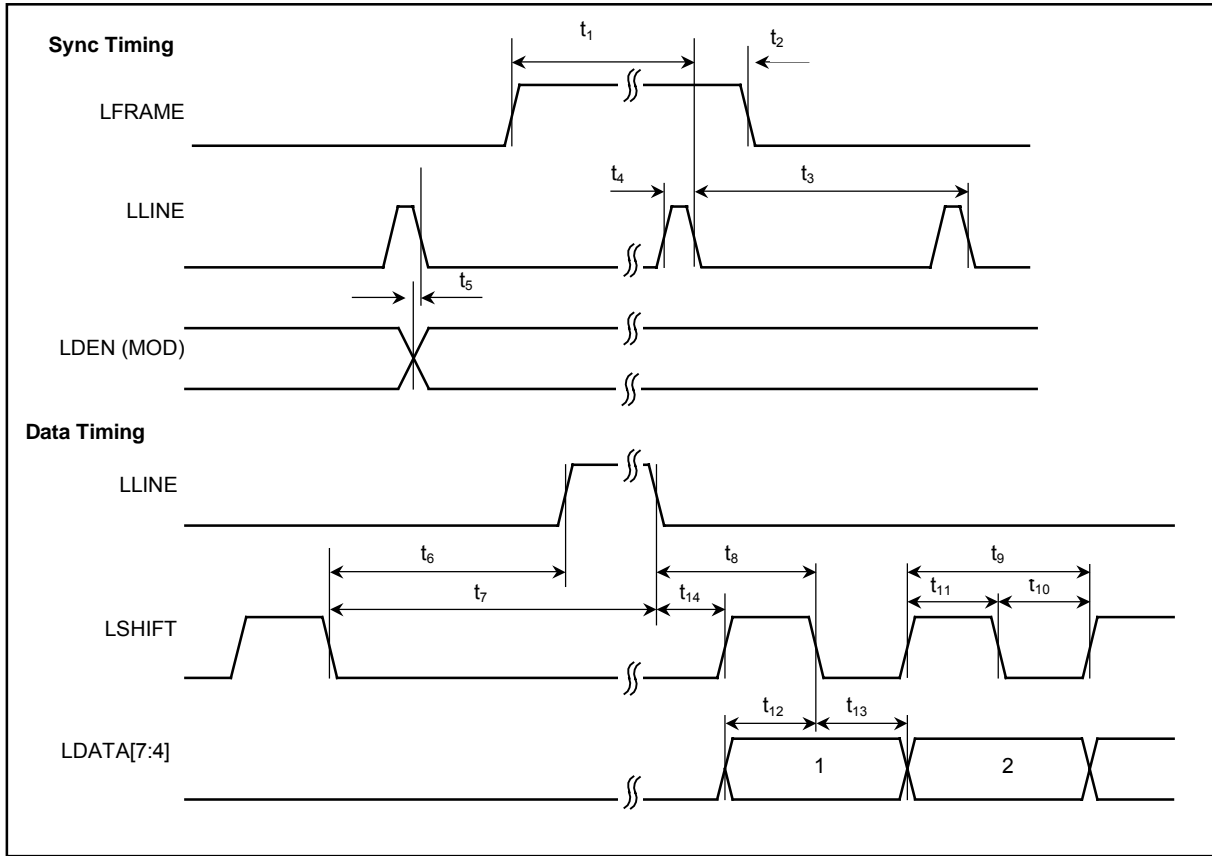 Sync Timing
t1
t2
LFRAME
t4
t3
LLINE
t5
LDEN (MOD)
Data Timing
LLINE
t6
t8
t9
t7
t14
t11
t10
LSHIFT
t12
t13
LDATA[7:4]
1
2